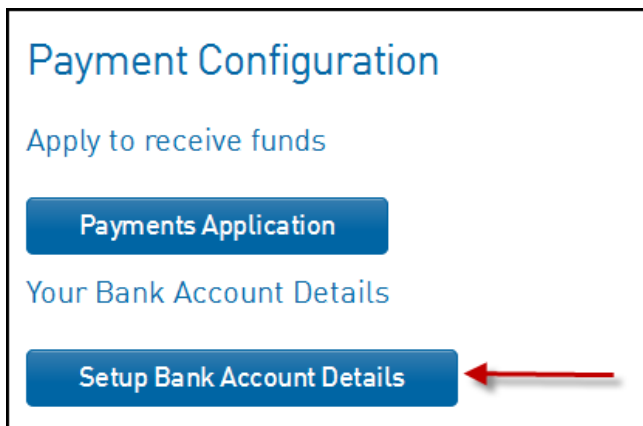 Payment Configuration
Apply to receive funds
Payments Application
Your Bank Account Details
Setup Bank Account Details